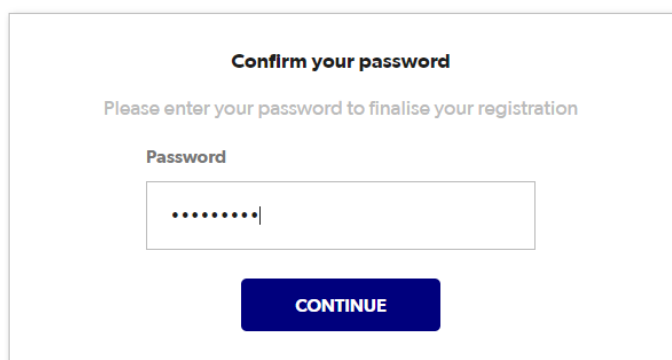 Confirm your password
Please enter your password to finalise your registration
Password
•••••••••
CONTINUE